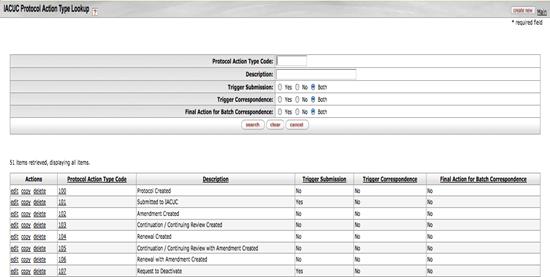 IACUC Protocol Action Type Lookup ?
create new Main
* required field
Protocol Action Type Code:
Description:
Trigger Submission: Yes No Both
Trigger Correspondence: Yes No Both
Final Action for Batch Correspondence: Yes No Both
search clear cancel
51 items retrieved, displaying all items.
Actions Protocol Action Type Code Description Trigger Submission Trigger Correspondence Final Action for Batch Correspondence
edit copy delete 100 Protocol Created No No No
edit copy delete 101 Submitted to IACUC Yes No No
edit copy delete 102 Amendment Created No No No
edit copy delete 103 Continuation / Continuing Review Created No No No
edit copy delete 104 Renewal Created No No No
edit copy delete 105 Continuation / Continuing Review with Amendment Created No No No
edit copy delete 106 Renewal with Amendment Created No No No
edit copy delete 107 Request to Deactivate Yes No No